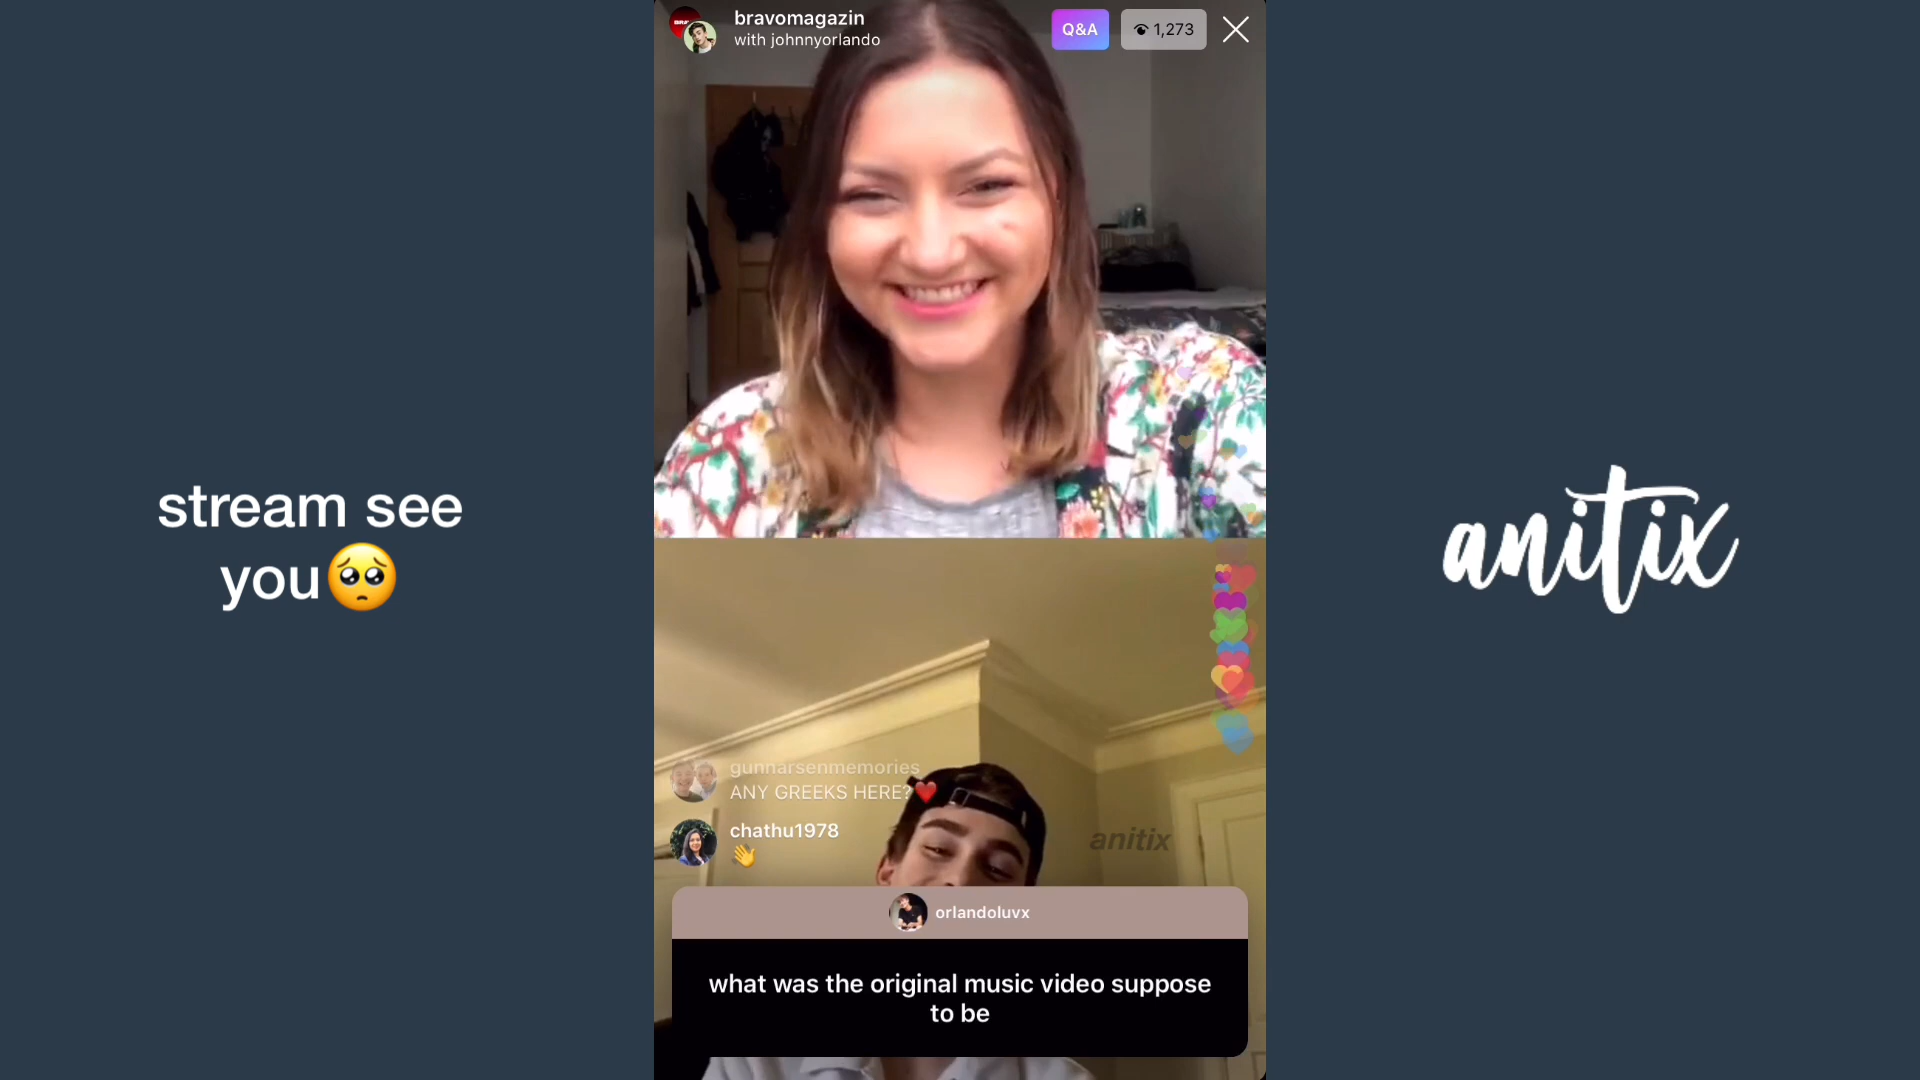 bravomagazin
with johnnyorlando
Q&A
1,273
stream see
you🥺
anitix
gunnarsenmemories
ANY GREEKS HERE?❤️
chathu1978
👋
anitix
orlandoluvx
what was the original music video suppose
to be